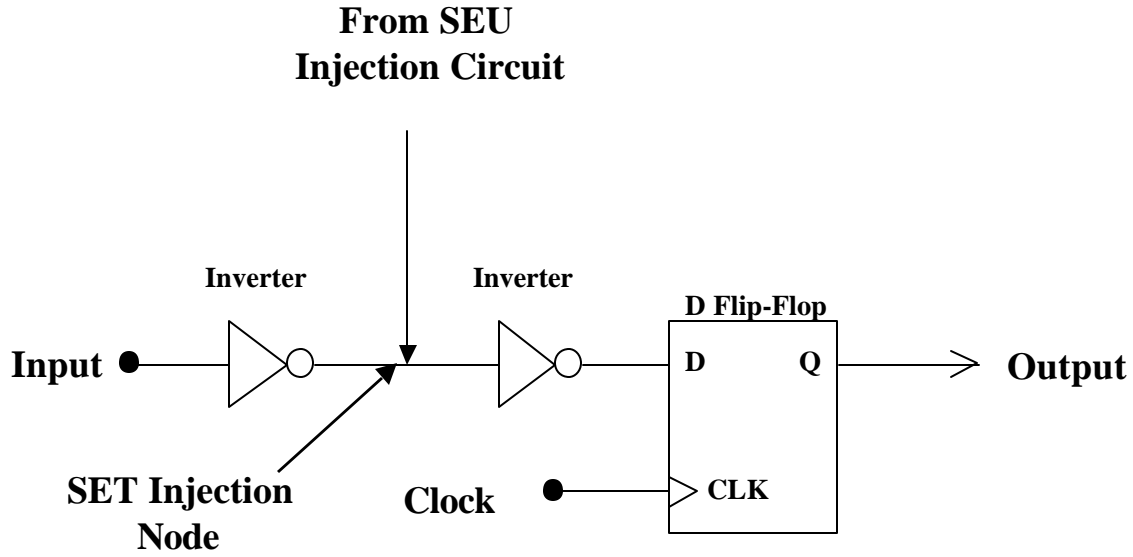 From SEU
Injection Circuit
Inverter
Inverter
D Flip-Flop
Input
D
Q
Output
SET Injection
Node
Clock
CLK